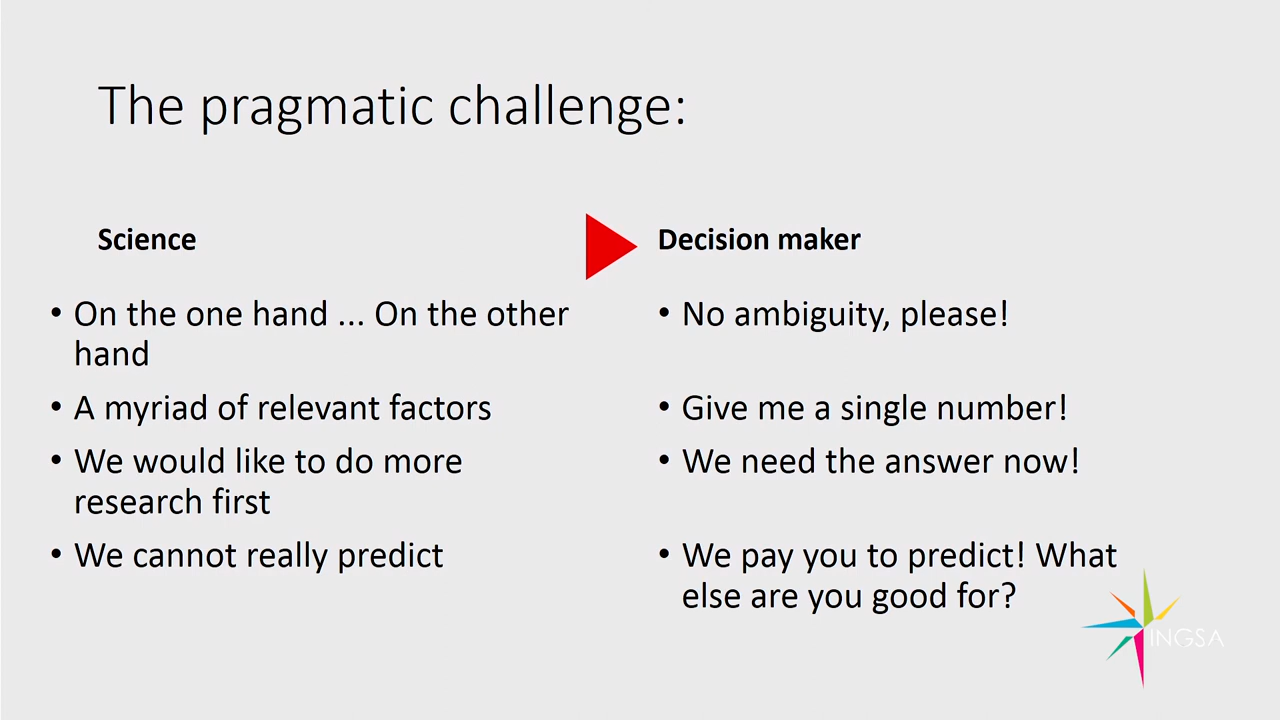 The pragmatic challenge:
Science
• On the one hand ... On the other
hand
• A myriad of relevant factors
• We would like to do more
research first
• We cannot really predict
Decision maker
• No ambiguity, please!
• Give me a single number!
• We need the answer now!
• We pay you to predict! What
else are you good for?
INGSA